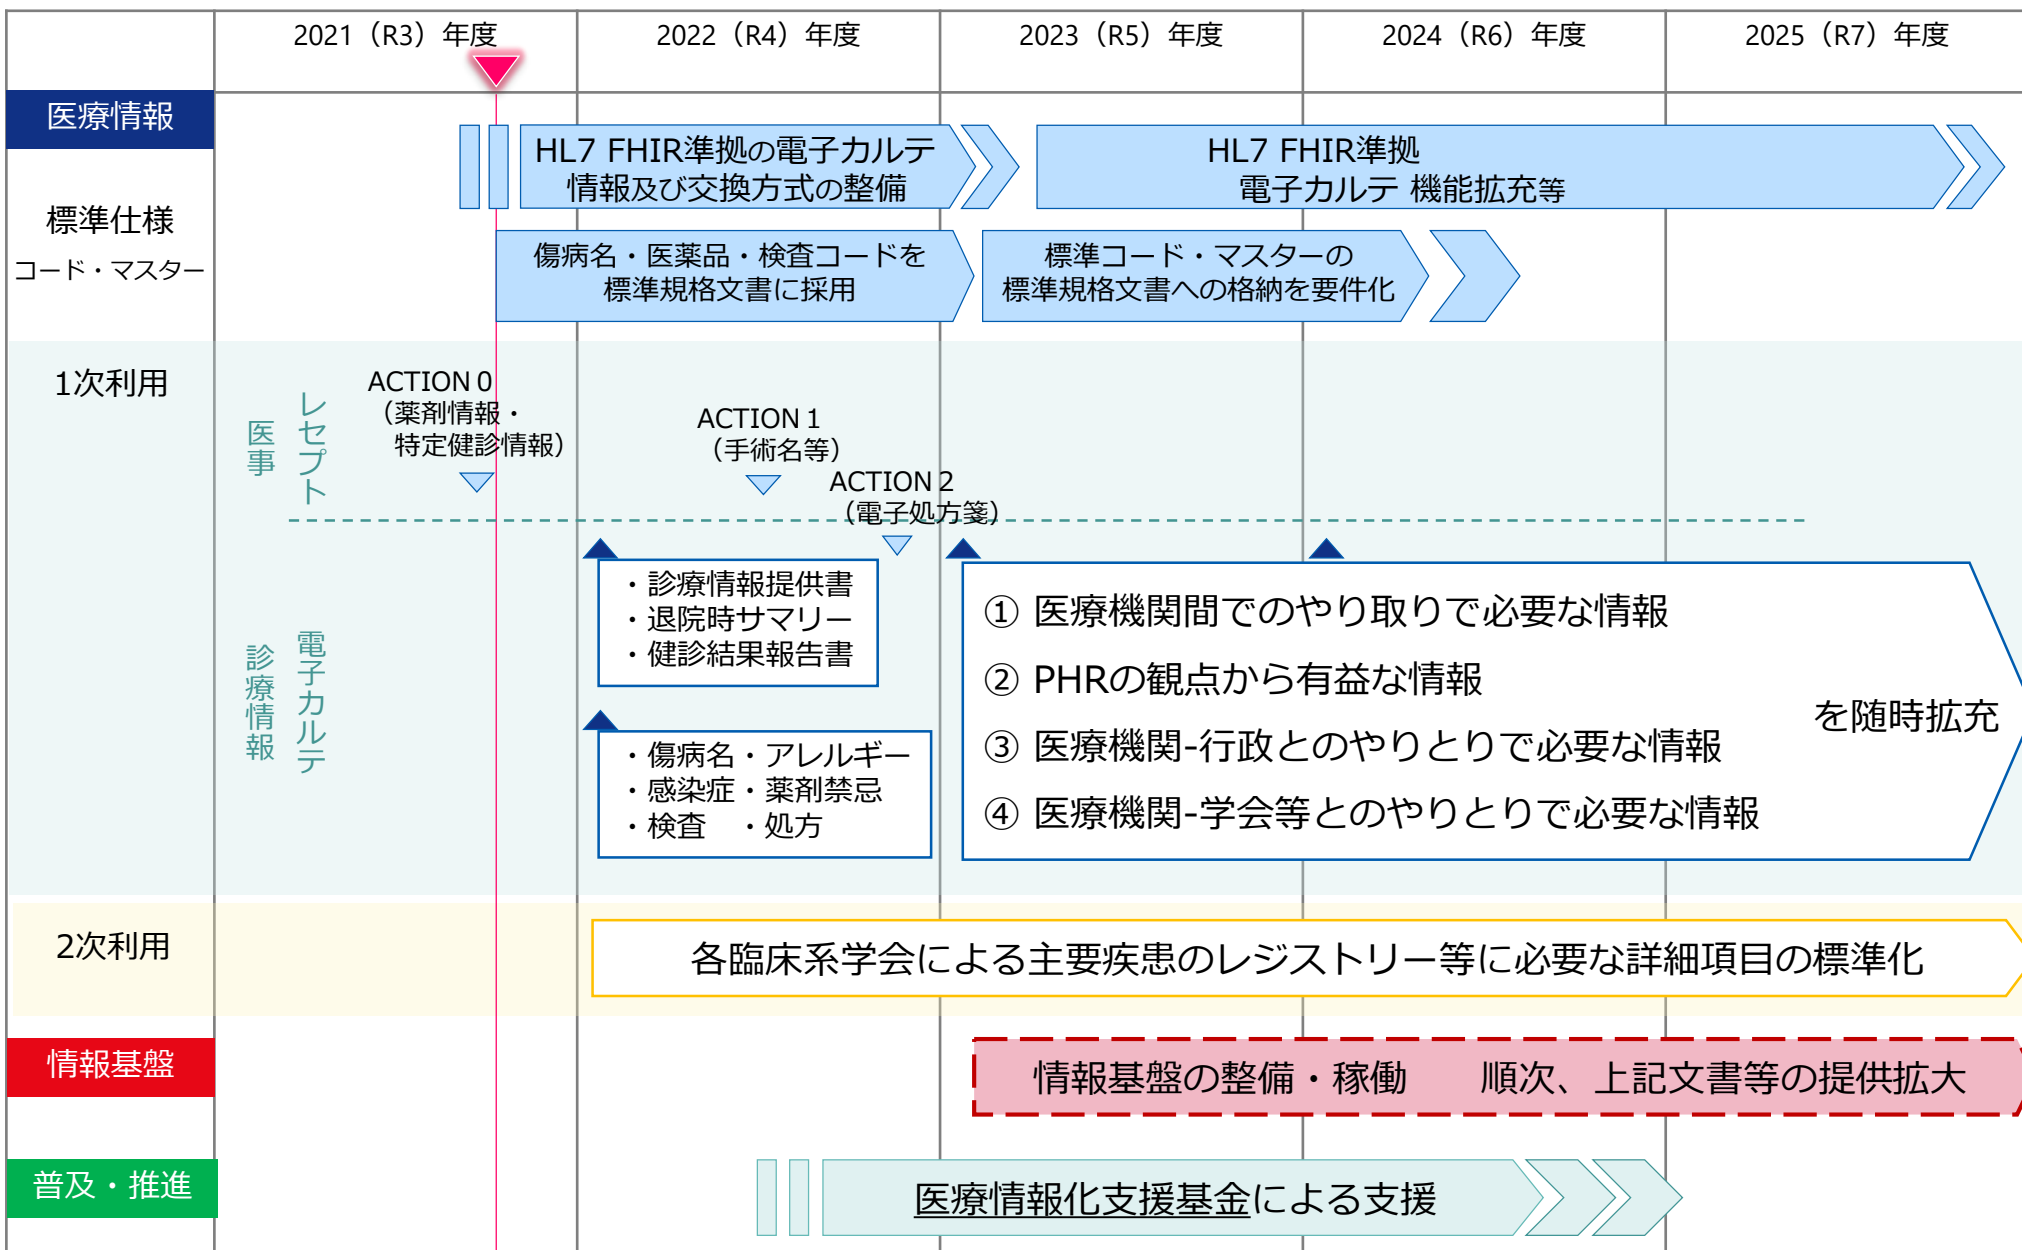 2021（R3）年度
2022（R4）年度
2023（R5）年度
2024（R6）年度
2025（R7）年度
医療情報
標準仕様
コード・マスター
HL7 FHIR準拠の電子カルテ
情報及び交換方式の整備
HL7 FHIR準拠
電子カルテ 機能拡充等
傷病名・医薬品・検査コードを
標準規格文書に採用
標準コード・マスターの
標準規格文書への格納を要件化
1次利用
レセプト
医事
ACTION０
（薬剤情報・
特定健診情報）
ACTION１
（手術名等）
ACTION２
（電子処方箋）
電子カルテ
診療情報
・診療情報提供書
・退院時サマリー
・健診結果報告書
・傷病名・アレルギー
・感染症・薬剤禁忌
・検査　・処方
① 医療機関間でのやり取りで必要な情報
② PHRの観点から有益な情報
③ 医療機関-行政とのやりとりで必要な情報
④ 医療機関-学会等とのやりとりで必要な情報
を随時拡充
2次利用
各臨床系学会による主要疾患のレジストリー等に必要な詳細項目の標準化
情報基盤
情報基盤の整備・稼働　　順次、上記文書等の提供拡大
普及・推進
医療情報化支援基金による支援